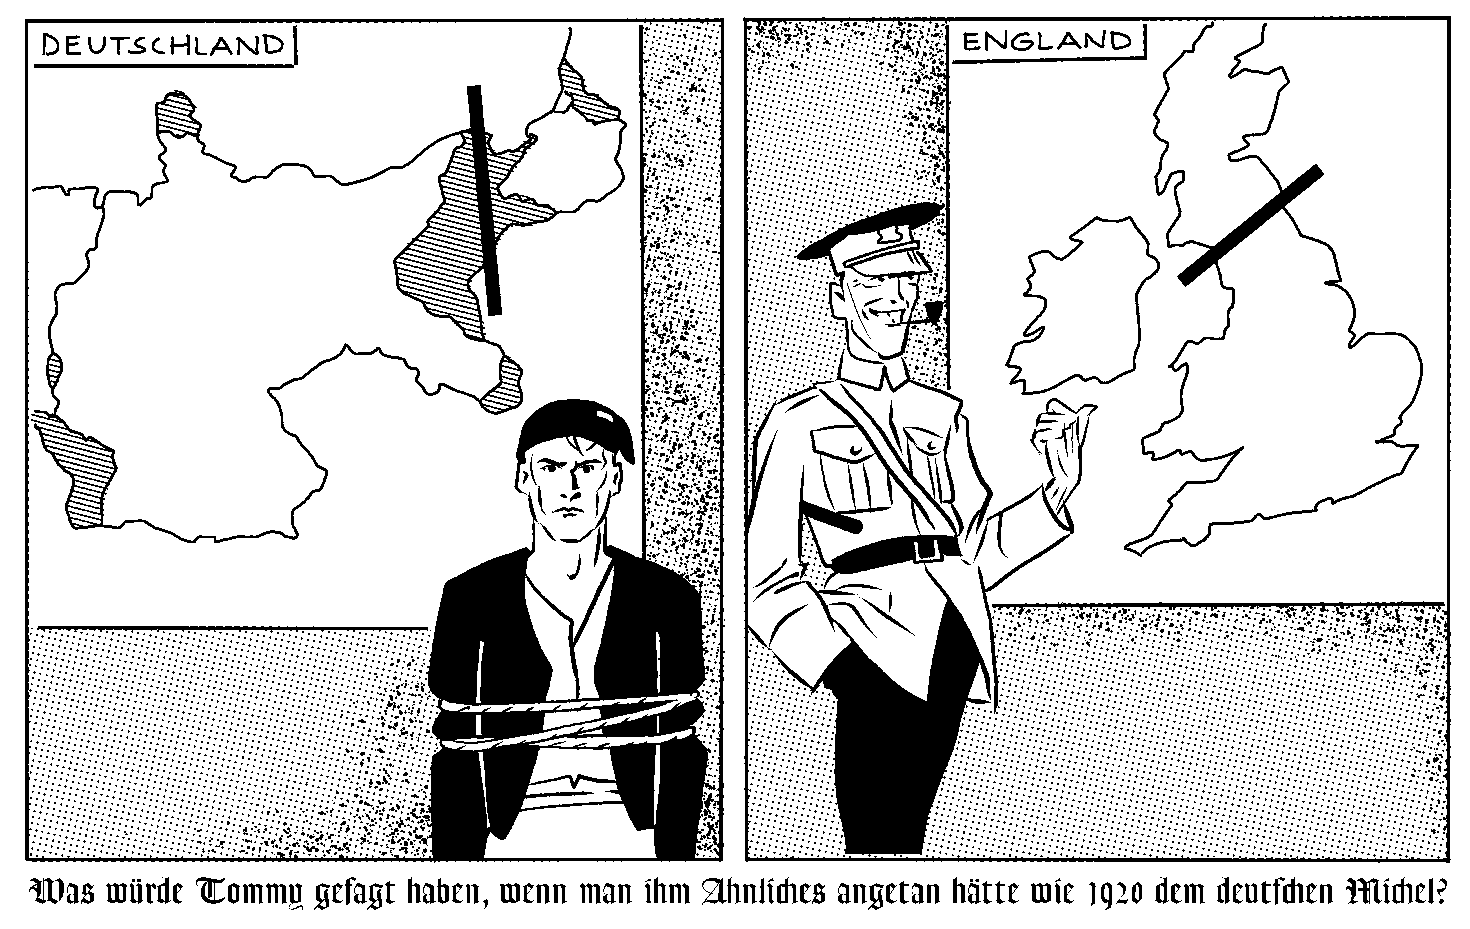 DEUTSCHLAND
ENGLAND
Was würde Tommy gesagt haben, wenn man ihm Ähnliches angetan hätte wie 1920 dem deutschen Michel?